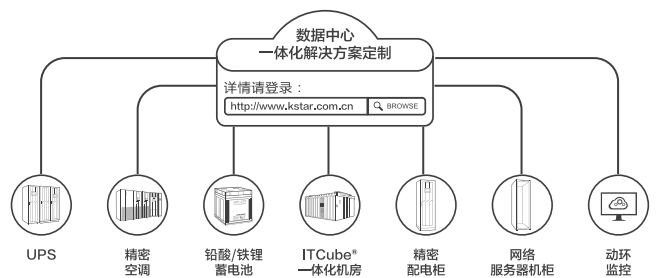 数据中心
一体化解决方案定制
详情请登录：
http://www.kstar.com.cn
BROWSE
UPS
精密
空调
铅酸/铁锂
蓄电池
ITCube®
一体化机房
精密
配电柜
网络
服务器机柜
动环
监控